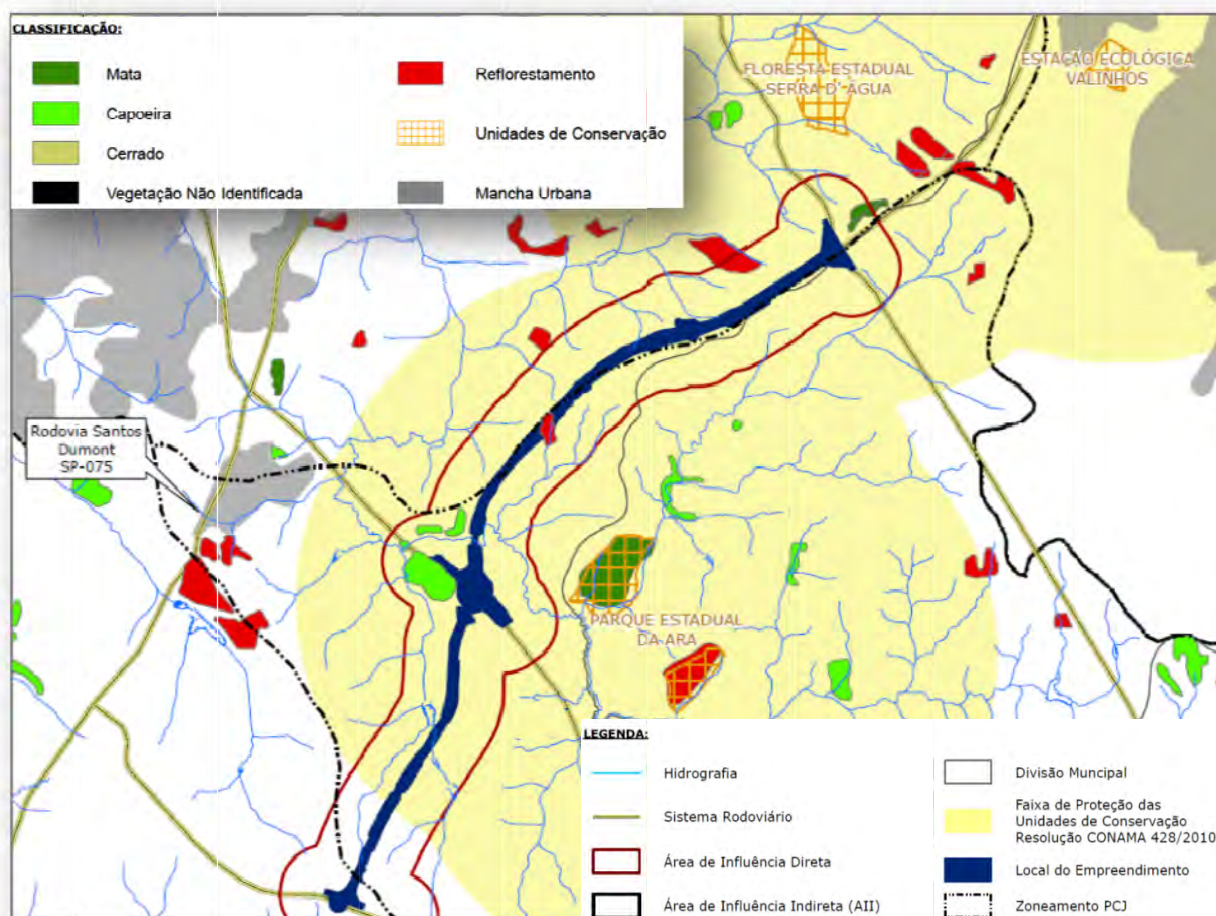 CLASSIFICAÇÃO:
Mata
Capoeira
Cerrado
Vegetação Não Identificada
Reflorestamento
Unidades de Conservação
Mancha Urbana
FLORESTA ESTADUAL
SERRA D' ÁGUA
ESTAÇÃO ECOLÓGICA
VALINHOS
Rodovia Santos
Dumont
SP-075
PARQUE ESTADUAL
DA ARA
LEGENDA:
Hidrografia
Sistema Rodoviário
Área de Influência Direta
Área de Influência Indireta (AII)
Divisão Muncipal
Faixa de Proteção das
Unidades de Conservação
Resolução CONAMA 428/2010
Local do Empreendimento
Zoneamento PCJ